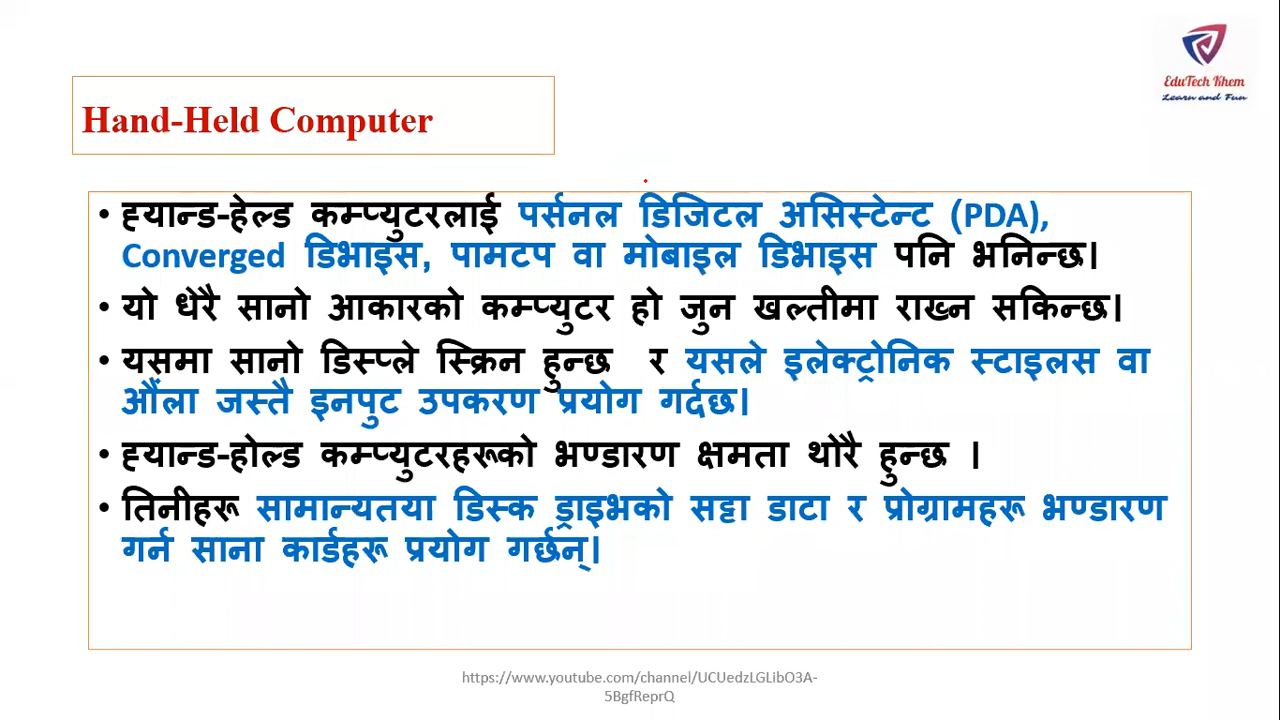 EduTech Khem
Learn and Fun
Hand-Held Computer
• ह्यान्ड-हेल्ड कम्प्युटरलाई पर्सनल डिजिटल असिस्टेन्ट (PDA),
Converged डिभाइस, पामटप वा मोबाइल डिभाइस पनि भनिन्छ।
• यो धेरै सानो आकारको कम्प्युटर हो जुन खल्तीमा राख्न सकिन्छ।
• यसमा सानो डिस्प्ले स्क्रिन हुन्छ र यसले इलेक्ट्रोनिक स्टाइलस वा
औंला जस्तै इनपुट उपकरण प्रयोग गर्दछ।
• ह्यान्ड-होल्ड कम्प्युटरहरूको भण्डारण क्षमता थोरै हुन्छ ।
• तिनीहरू सामान्यतया डिस्क ड्राइभको सट्टा डाटा र प्रोग्रामहरू भण्डारण
गर्न साना कार्डहरू प्रयोग गर्छन्।
https://www.youtube.com/channel/UCUedzLGLibO3A-
5BgfReprQ